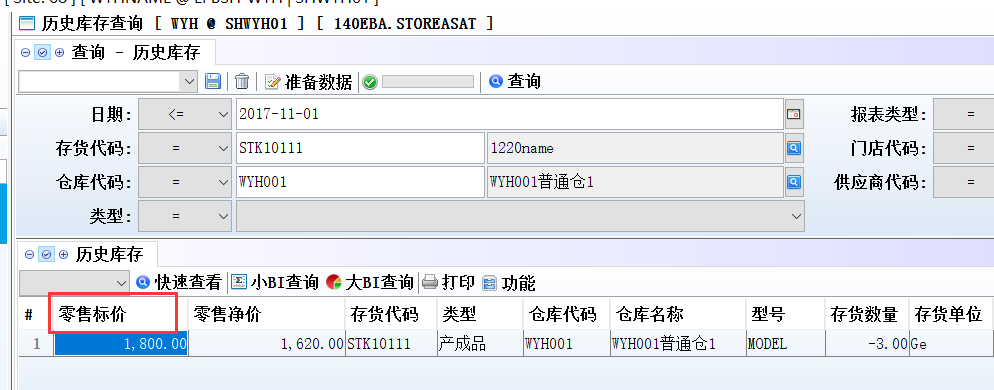 历史库存查询 [ WYH @ SHWYH01 ] [ 140EBA.STOREASAT ]
查询 - 历史库存
准备数据 查询
日期: <= 2017-11-01 报表类型: =
存货代码: = STK10111 1220name 门店代码: =
仓库代码: = WYH001 WYH001普通仓1 供应商代码: =
类型: =
历史库存
快速查看 小BI查询 大BI查询 打印 功能
# 零售标价 零售净价 存货代码 类型 仓库代码 仓库名称 型号 存货数量 存货单位
1 1,800.00 1,620.00 STK10111 产成品 WYH001 WYH001普通仓1 MODEL -3.00 Ge